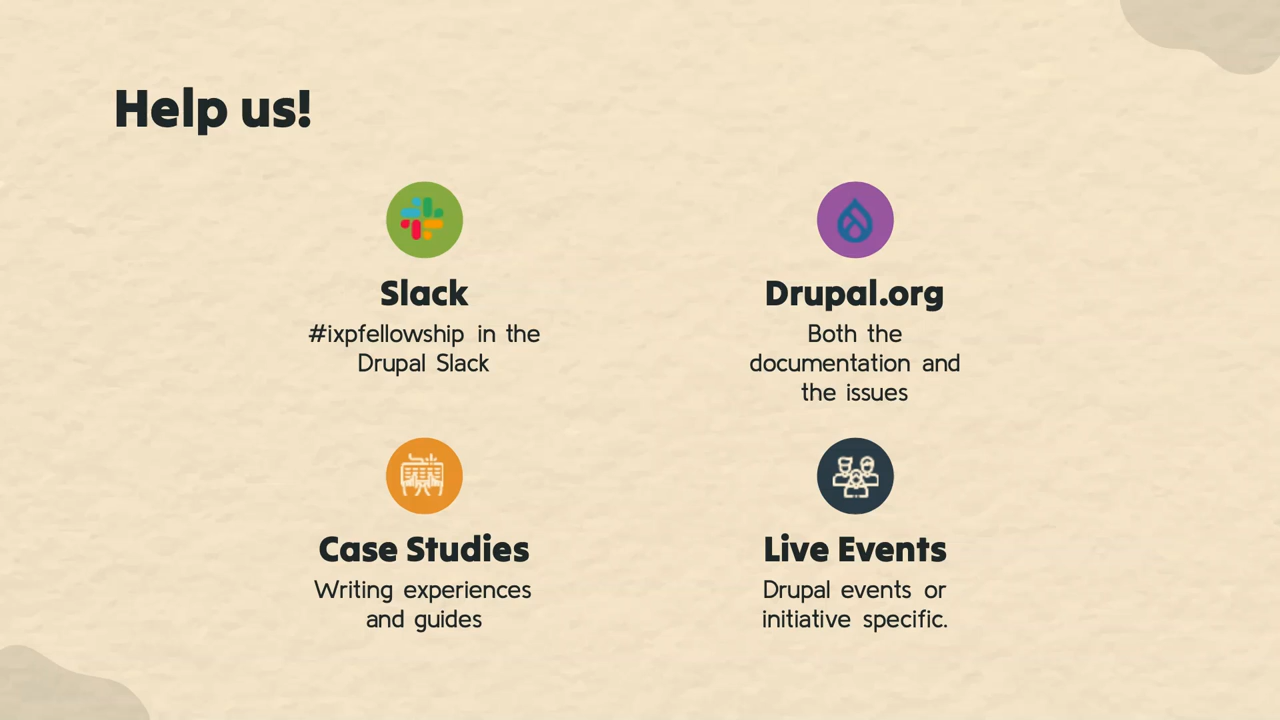 Help us!
Slack
#ixpfellowship in the
Drupal Slack
Drupal.org
Both the
documentation and
the issues
Case Studies
Writing experiences
and guides
Live Events
Drupal events or
initiative specific.